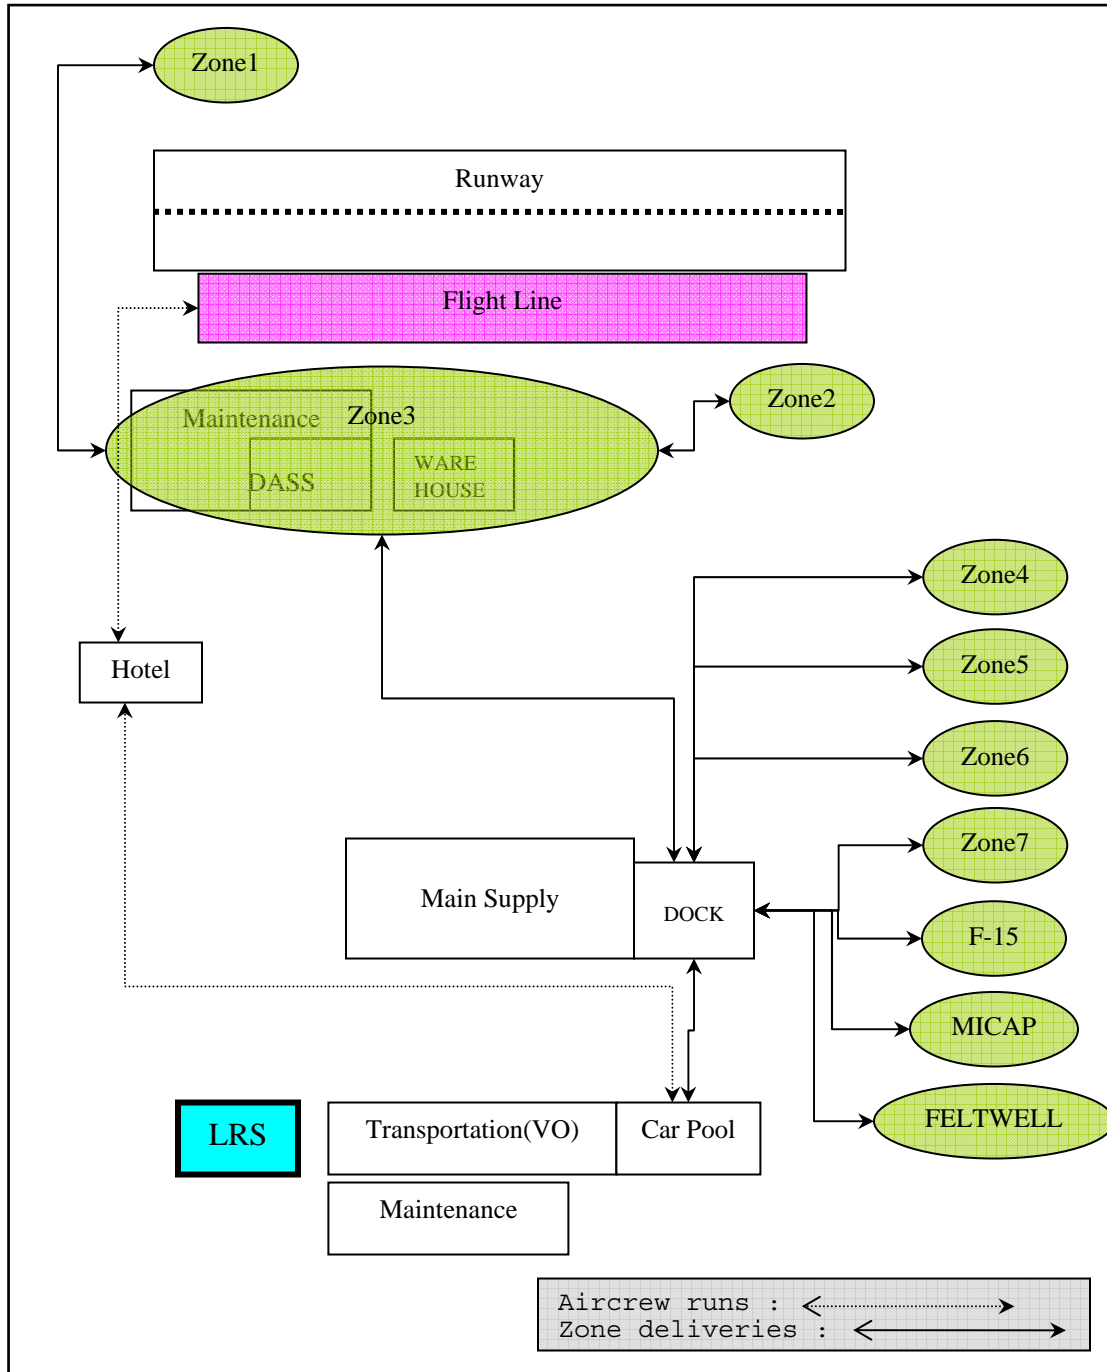 Zone1
Runway
Flight Line
Zone2
Maintenance
Zone3
DASS
WARE
HOUSE
Zone4
Hotel
Zone5
Zone6
Zone7
Main Supply
DOCK
F-15
MICAP
LRS
Transportation(VO)
Car Pool
FELTWELL
Maintenance
Aircrew runs :
Zone deliveries :